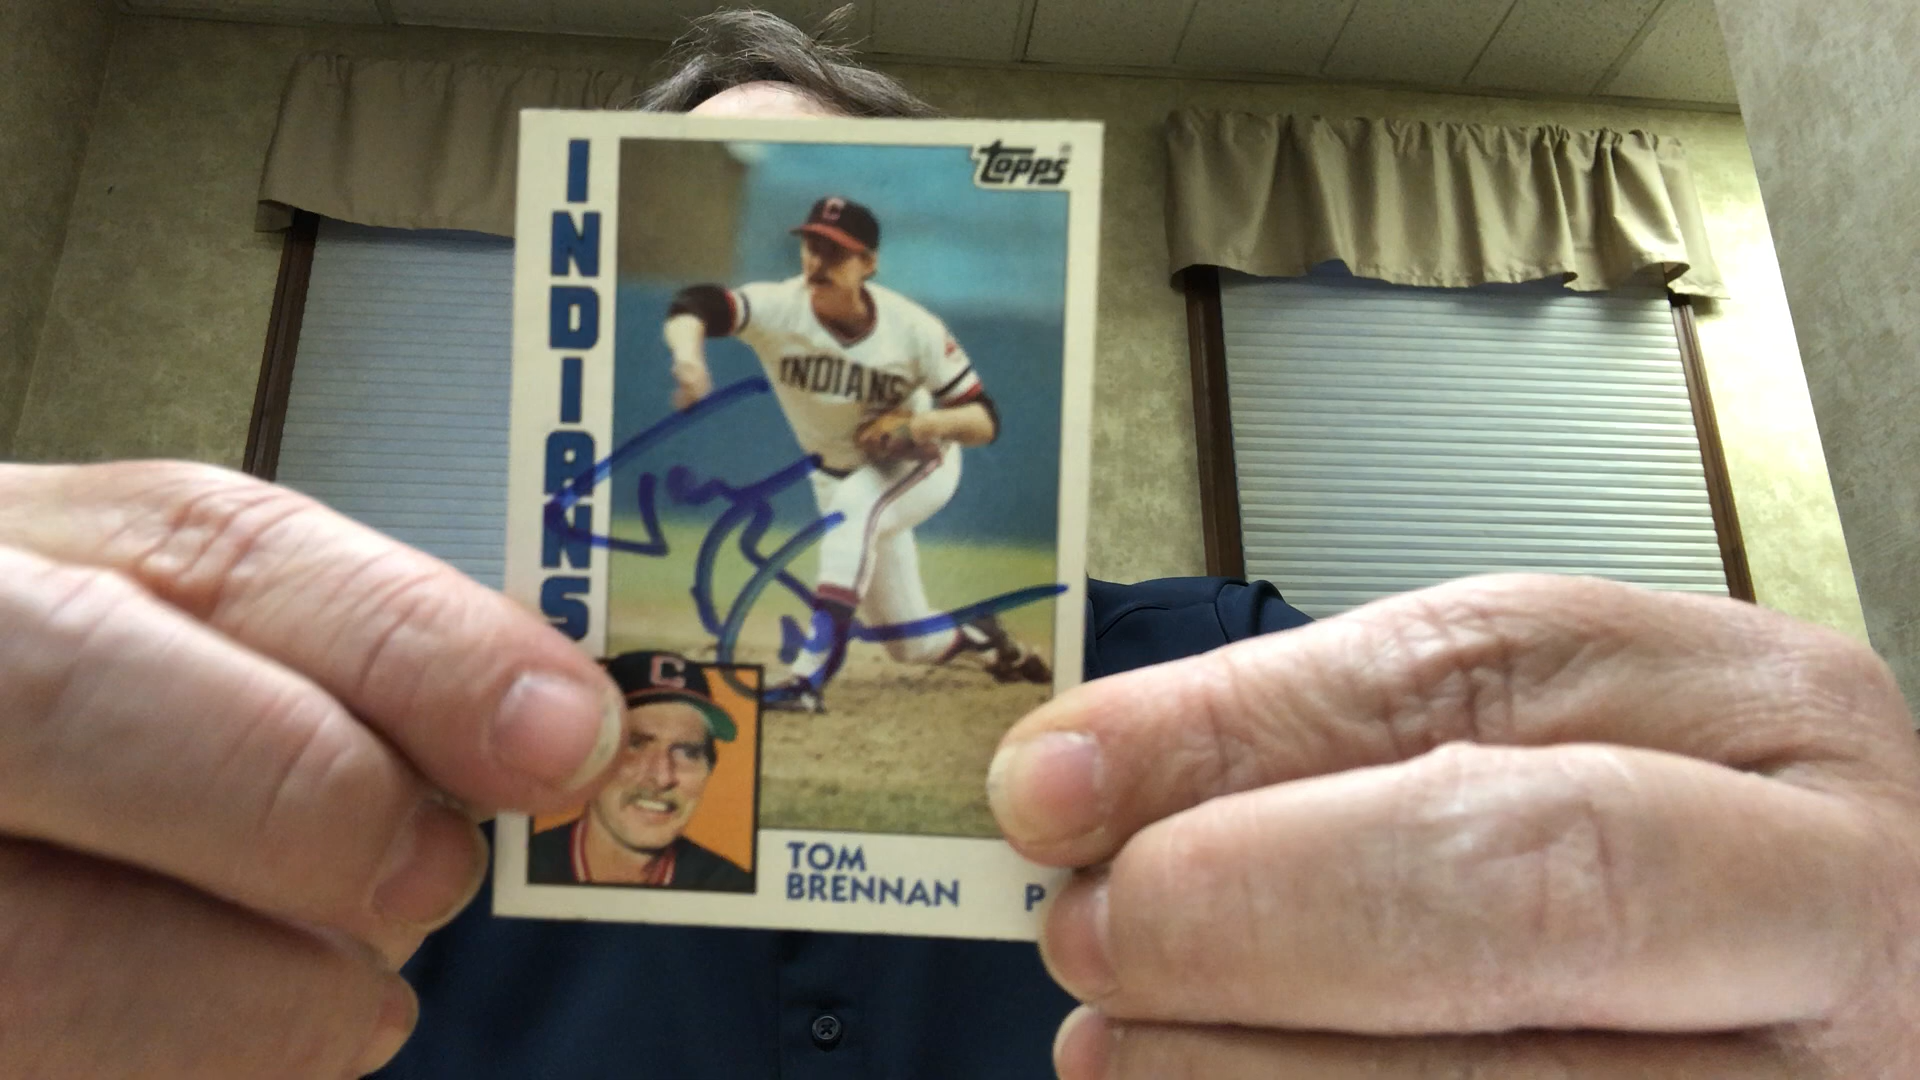 INDIANS
Topps
C
INDIANS
C
TOM
BRENNAN
P